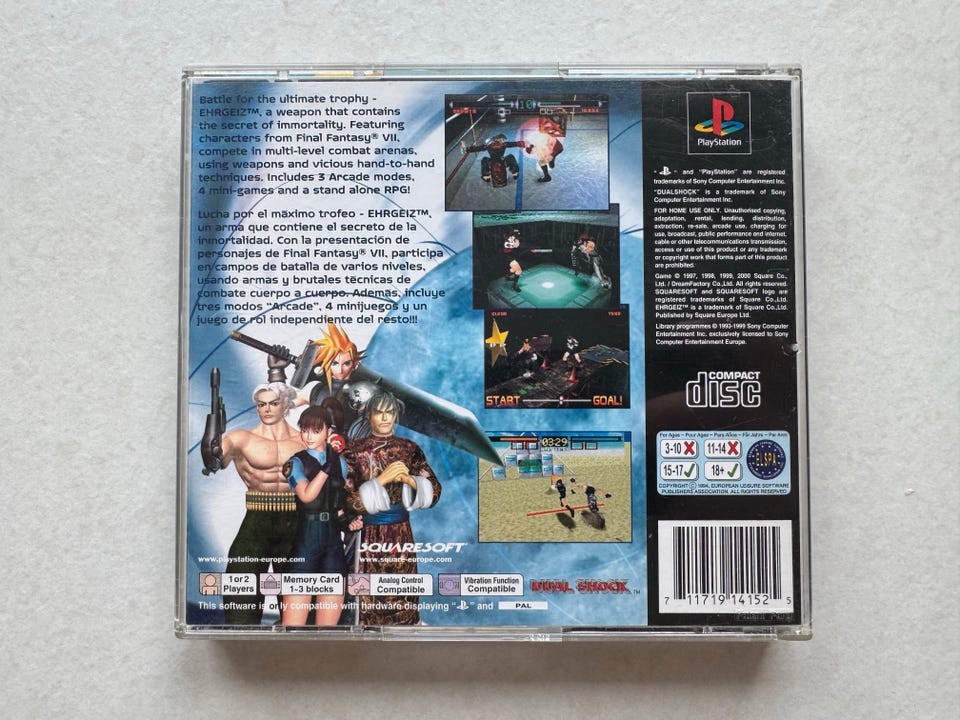 Battle for the ultimate trophy -
EHRGEIZ™, a weapon that contains
the secret of immortality. Featuring
characters from Final Fantasy® VII,
compete in multi-level combat arenas,
using weapons and vicious hand-to-hand
techniques. Includes 3 Arcade modes,
4 mini-games and a stand alone RPG!
Lucha por el máximo trofeo - EHRGEIZ™,
un arma que contiene el secreto de la
inmortalidad. Con la presentación de
personajes de Final Fantasy® VII, participa
en campos de batalla de varios niveles,
usando armas y brutales técnicas de
combate cuerpo a cuerpo. Además, incluye
tres modos "Arcade", 4 minijuegos y un
juego de rol independiente del resto!!!
10
START
GOAL!
03:29
SQUARESOFT
www.playstation-europe.com
www.square-europe.com
1 or 2
Players
Memory Card
1~3 blocks
Analog Control
Compatible
Vibration Function
Compatible
DUAL SHOCK™
This software is only compatible with hardware displaying " " and PAL
PlayStation
" " and "PlayStation" are registered
trademarks of Sony Computer Entertainment Inc.
"DUALSHOCK" is a trademark of Sony
Computer Entertainment Inc.
FOR HOME USE ONLY. Unauthorised copying,
adaptation, rental, lending, distribution,
extraction, re-sale, arcade use, charging for
use, broadcast, public performance and internet,
cable or other telecommunications transmission,
access or use of this product or any trademark
or copyright work that forms part of this product
are prohibited.
Game © 1997, 1998, 1999, 2000 Square Co.,
Ltd. / DreamFactory Co., Ltd. All rights reserved.
SQUARESOFT and SQUARESOFT logo are
registered trademarks of Square Co.,Ltd.
EHRGEIZ™ is a trademark of Square Co., Ltd.
Published by Square Europe Ltd.
Library programmes © 1993-1999 Sony Computer
Entertainment Inc. exclusively licensed to Sony
Computer Entertainment Europe.
COMPACT
disc
For Ages – Pour Ages – Para Años – Für Jahre – Per Anni
3-10
11-14
15-17
18+
ELSPA
COPYRIGHT © 1994, EUROPEAN LEISURE SOFTWARE
PUBLISHERS ASSOCIATION. ALL RIGHTS RESERVED
7 11719 14152 5